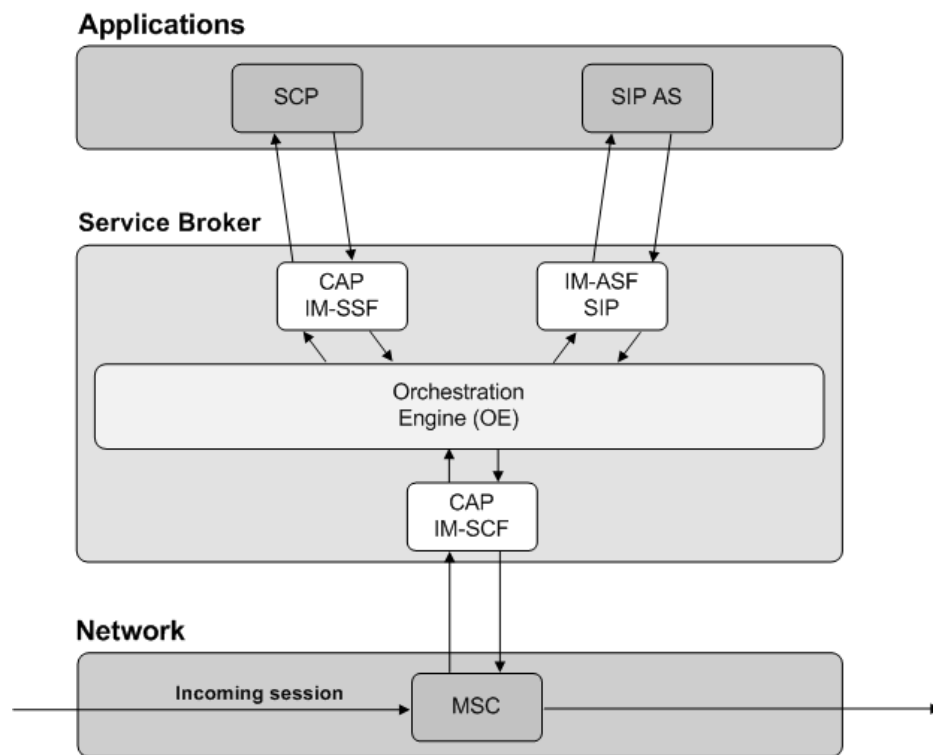 Applications
SCP
SIP AS
Service Broker
CAP
IM-SSF
IM-ASF
SIP
Orchestration
Engine (OE)
CAP
IM-SCF
Network
Incoming session
MSC